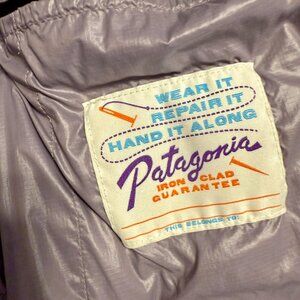 WEAR IT
REPAIR IT
HAND IT ALONG
Patagonia
IRON CLAD
GUARANTEE
THIS BELONGS TO: